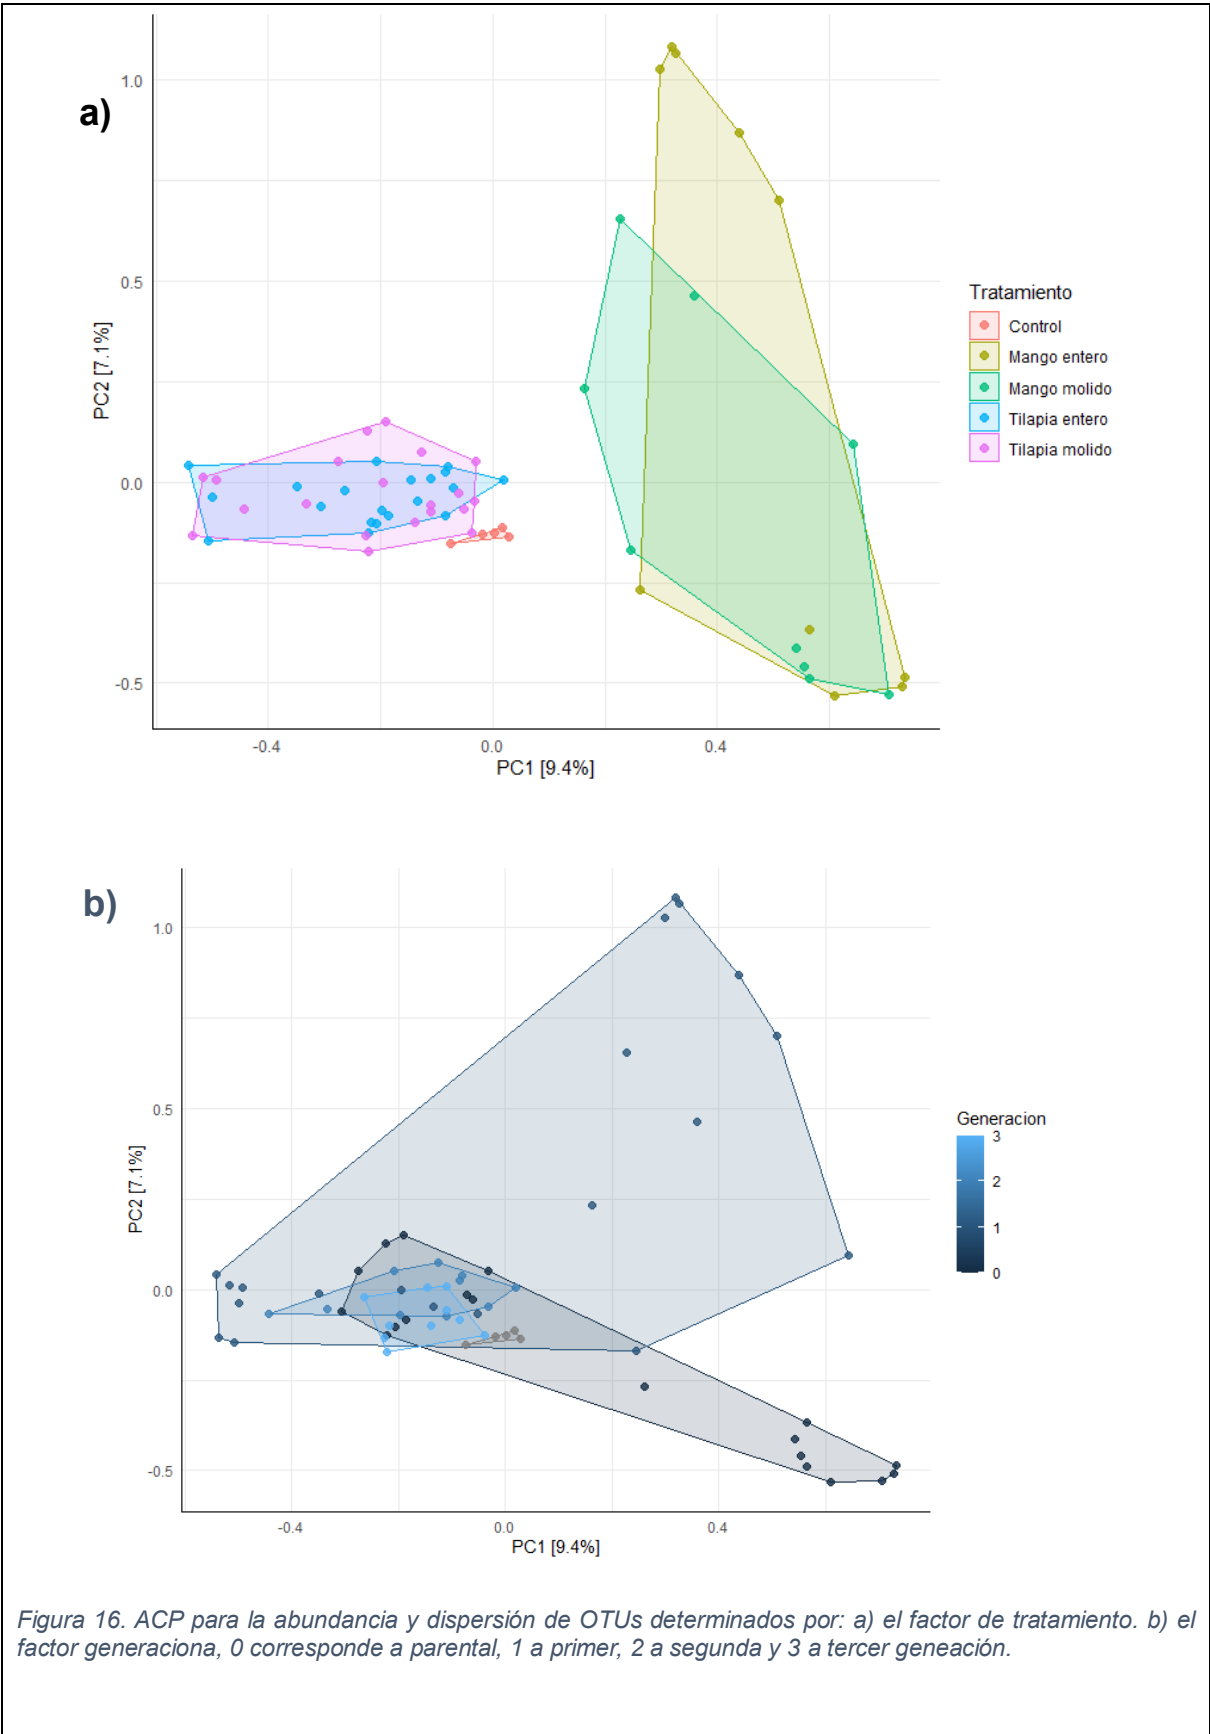 a)
1.0
0.5
0.0
-0.5
PC2 [7.1%]
-0.4
0.0
0.4
PC1 [9.4%]
Tratamiento
Control
Mango entero
Mango molido
Tilapia entero
Tilapia molido
b)
1.0
0.5
0.0
-0.5
PC2 [7.1%]
-0.4
0.0
0.4
PC1 [9.4%]
Generacion
3
2
1
0
Figura 16. ACP para la abundancia y dispersión de OTUs determinados por: a) el factor de tratamiento. b) el
factor generaciona, 0 corresponde a parental, 1 a primer, 2 a segunda y 3 a tercer geneación.